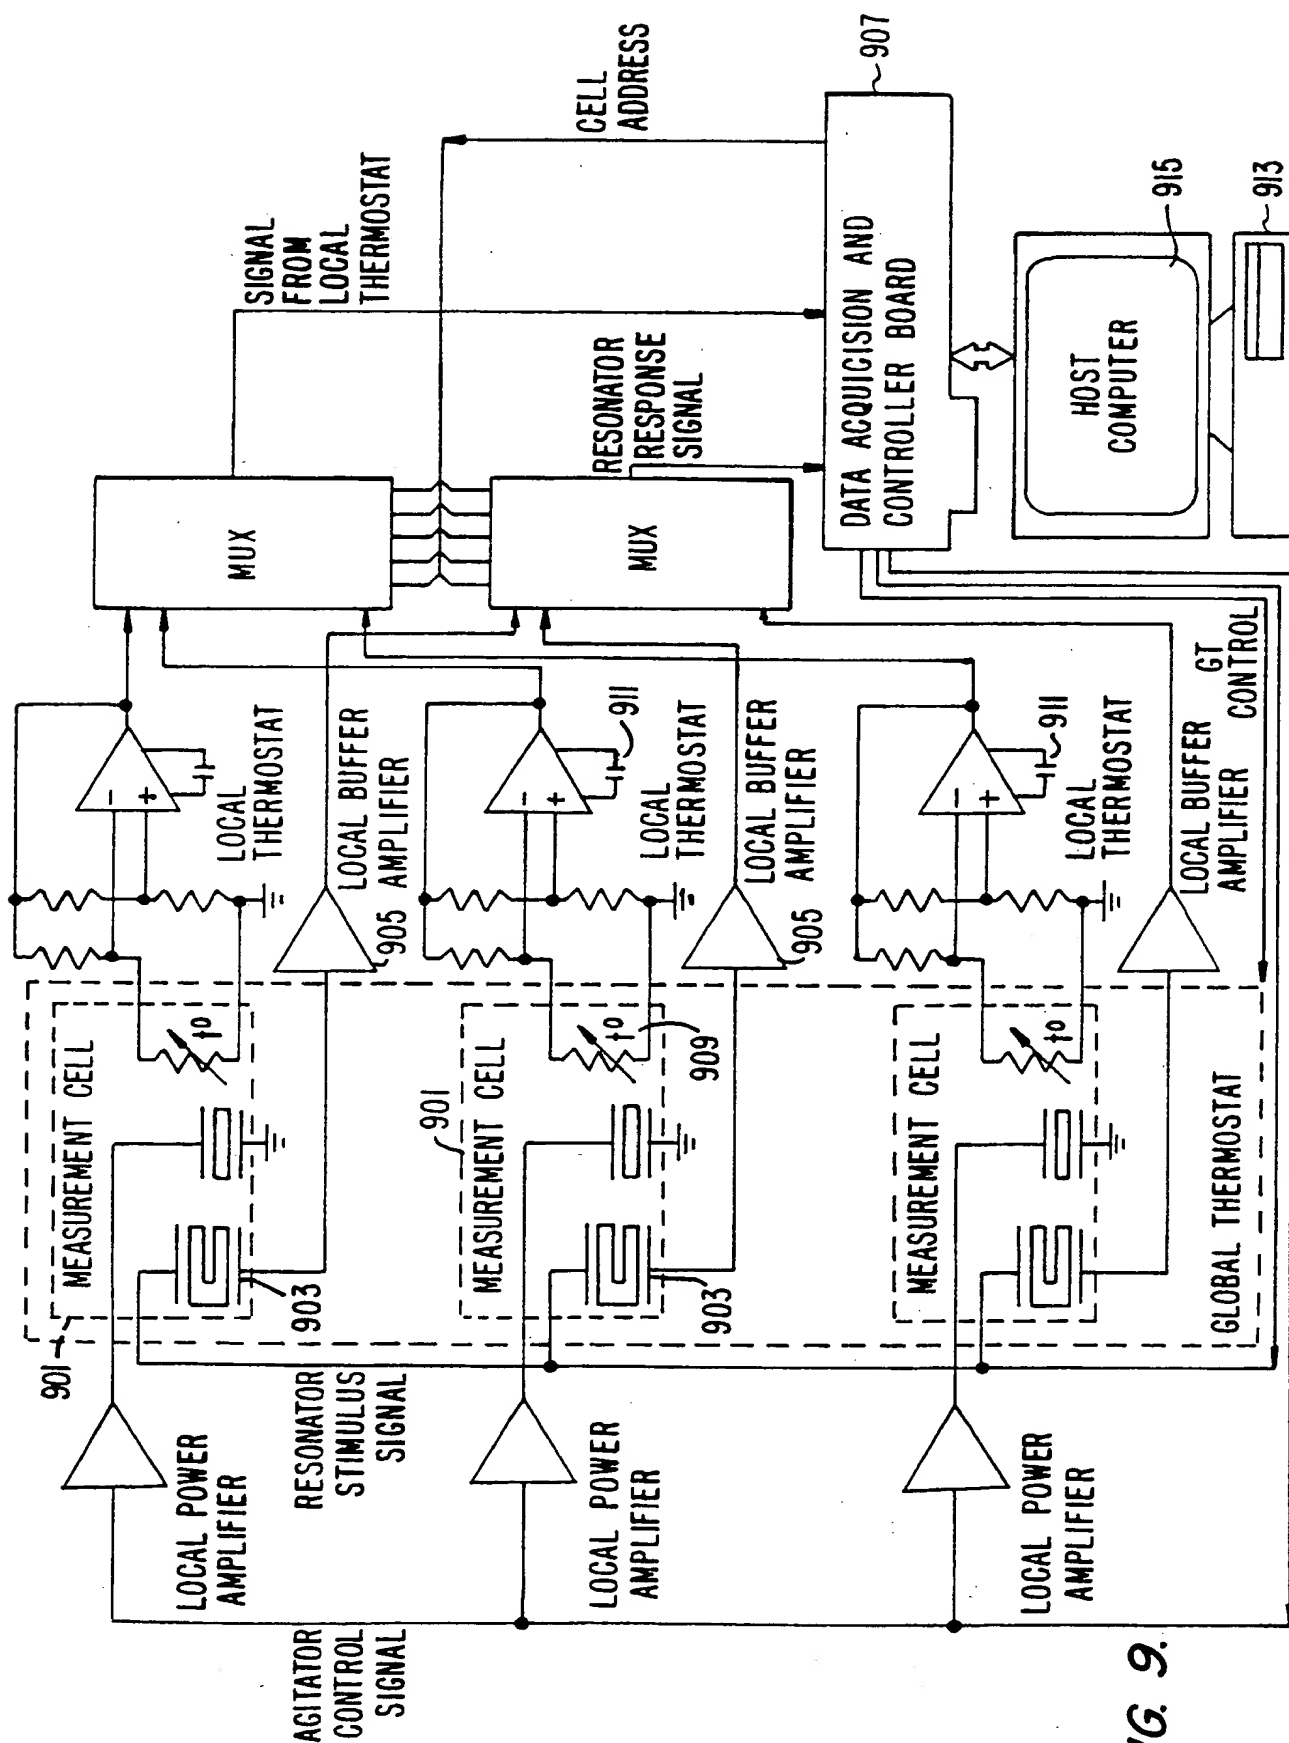 AGITATOR
CONTROL
SIGNAL
LOCAL POWER
AMPLIFIER
RESONATOR
STIMULUS
SIGNAL
901
MEASUREMENT CELL
903
t°
LOCAL
THERMOSTAT
LOCAL BUFFER
AMPLIFIER
905
-
+
MUX
SIGNAL
FROM
LOCAL
THERMOSTAT
LOCAL POWER
AMPLIFIER
901
MEASUREMENT CELL
903
t°
909
-
+
911
LOCAL
THERMOSTAT
LOCAL BUFFER
AMPLIFIER
905
MUX
RESONATOR
RESPONSE
SIGNAL
CELL
ADDRESS
LOCAL POWER
AMPLIFIER
MEASUREMENT CELL
t°
-
+
911
LOCAL
THERMOSTAT
LOCAL BUFFER
AMPLIFIER
GT
CONTROL
GLOBAL THERMOSTAT
DATA ACQUICISION AND
CONTROLLER BOARD
907
HOST
COMPUTER
915
913
IG. 9.